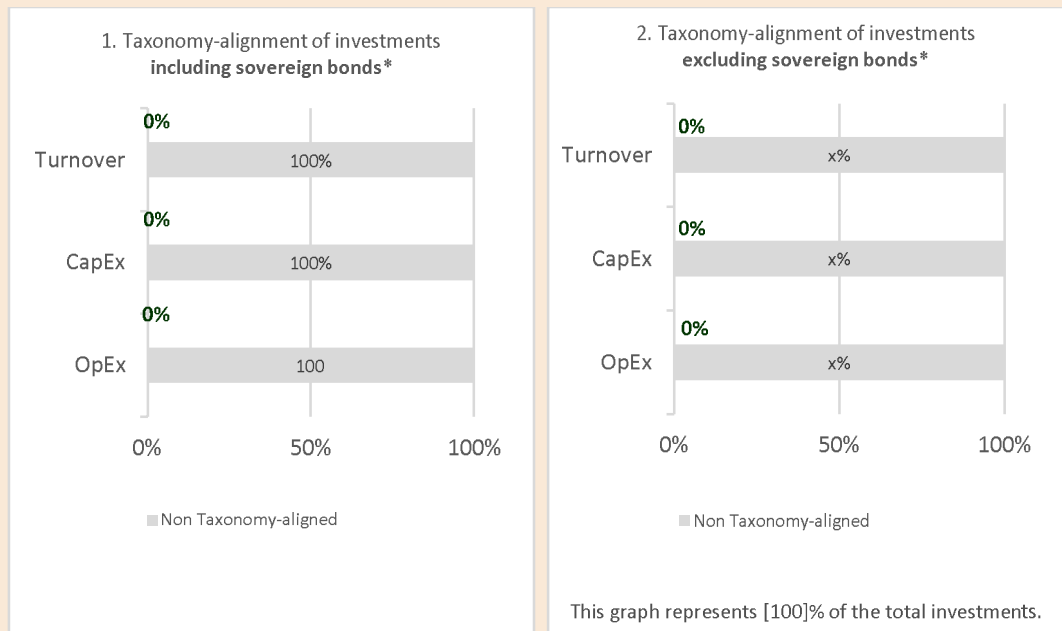 1. Taxonomy-alignment of investments
including sovereign bonds*
0%
Turnover
100%
0%
CapEx
100%
0%
OpEx
100
0% 50% 100%
Non Taxonomy-aligned
2. Taxonomy-alignment of investments
excluding sovereign bonds*
0%
Turnover
x%
0%
CapEx
x%
0%
OpEx
x%
0% 50% 100%
Non Taxonomy-aligned
This graph represents [100]% of the total investments.